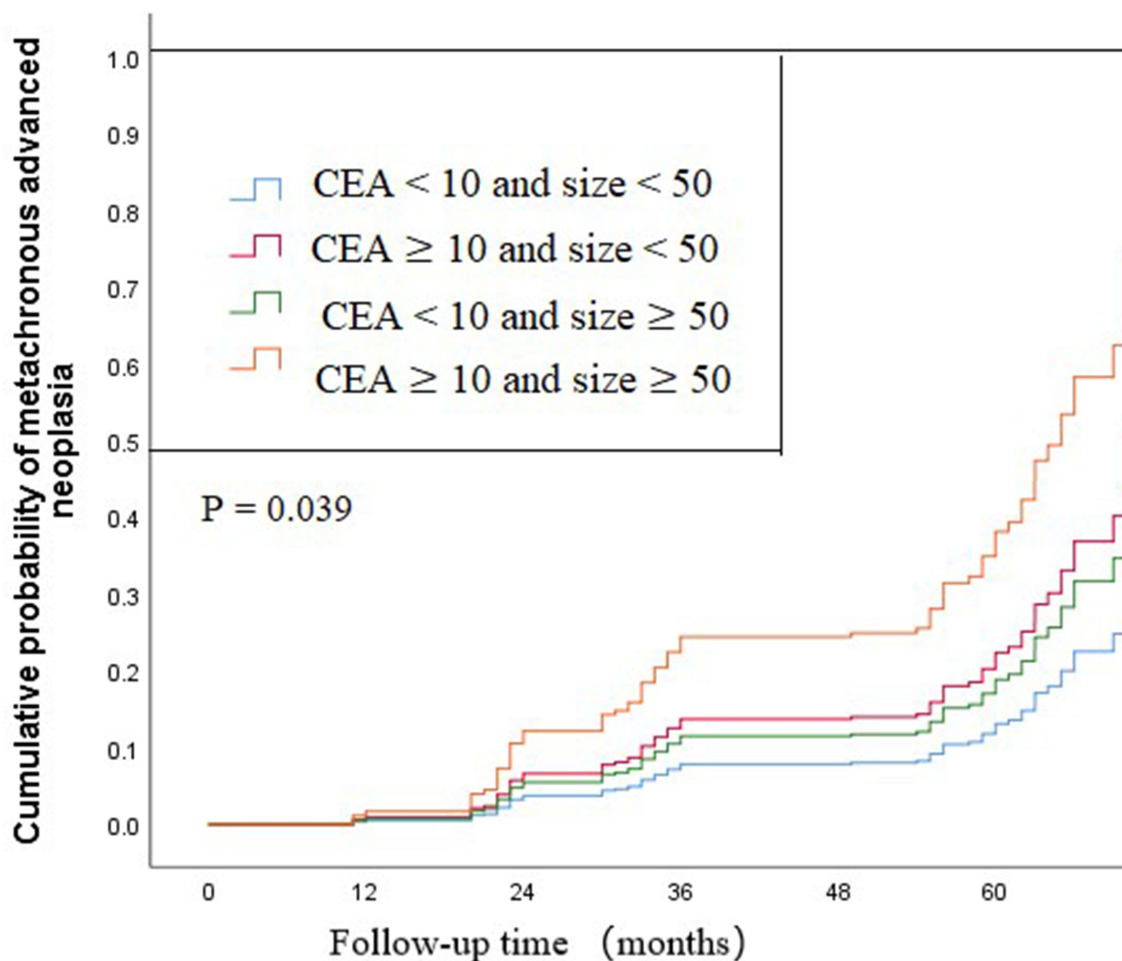 Cumulative probability of metachronous advanced
neoplasia
1.0
0.9
0.8
0.7
0.6
0.5
0.4
0.3
0.2
0.1
0.0
CEA < 10 and size < 50
CEA ≥ 10 and size < 50
CEA < 10 and size ≥ 50
CEA ≥ 10 and size ≥ 50
P = 0.039
0 12 24 36 48 60
Follow-up time （months）